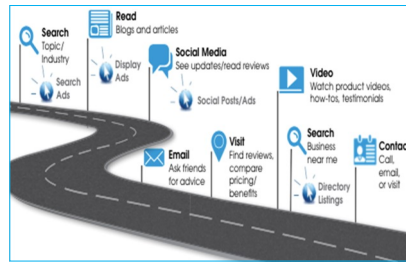 Search
Topic/
Industry
Search
Ads
Read
Blogs and articles
Display
Ads
Social Media
See updates/read reviews
Social Posts/Ads
Email
Ask friends
for advice
Visit
Find reviews,
compare
pricing/
benefits
Video
Watch product videos,
how-tos, testimonials
Search
Business
near me
Directory
Listings
Contac
Call,
email,
or visit